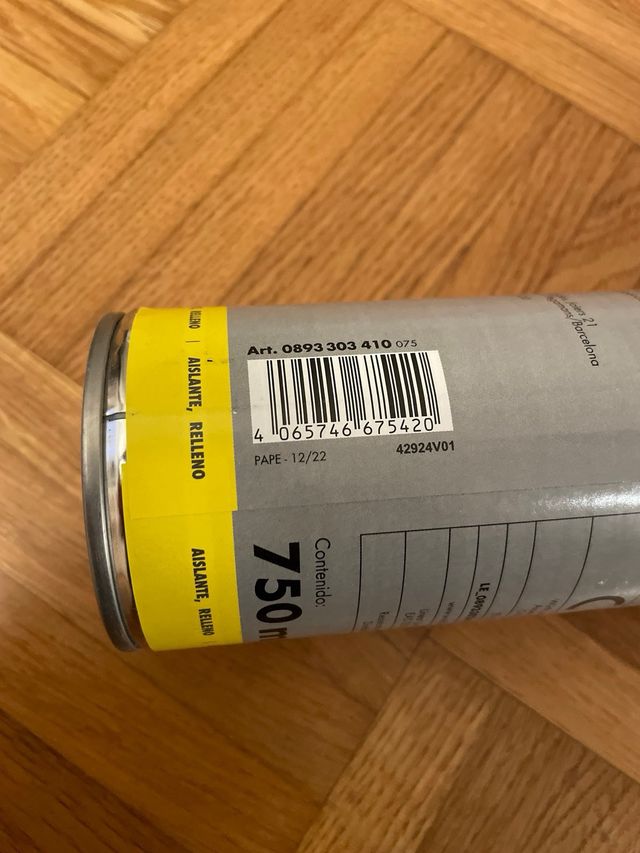 Art. 0893 303 410 075
4 065746 675420
PAPE - 12/22
42924V01
21
/Barcelona
RELLENO |
AISLANTE, RELLENO
AISLANTE, RELLENO
Contenido:
750